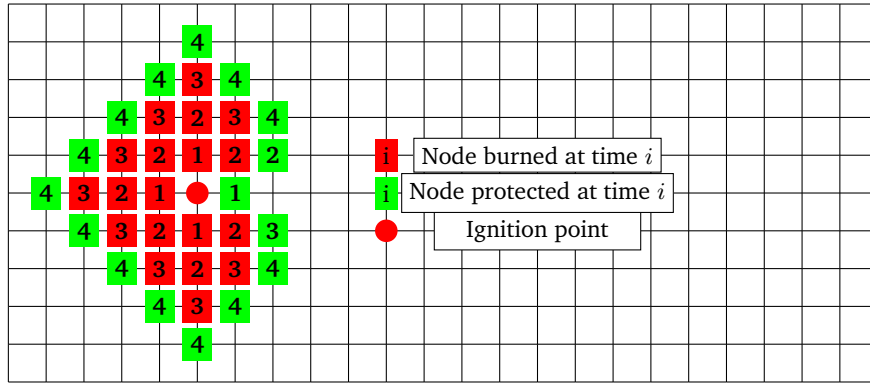 4
4 3 4
4 3 2 3 4
4 3 2 1 2 2
i Node burned at time i
4 3 2 1 1
i Node protected at time i
4 3 2 1 2 3
Ignition point
4 3 2 3 4
4 3 4
4